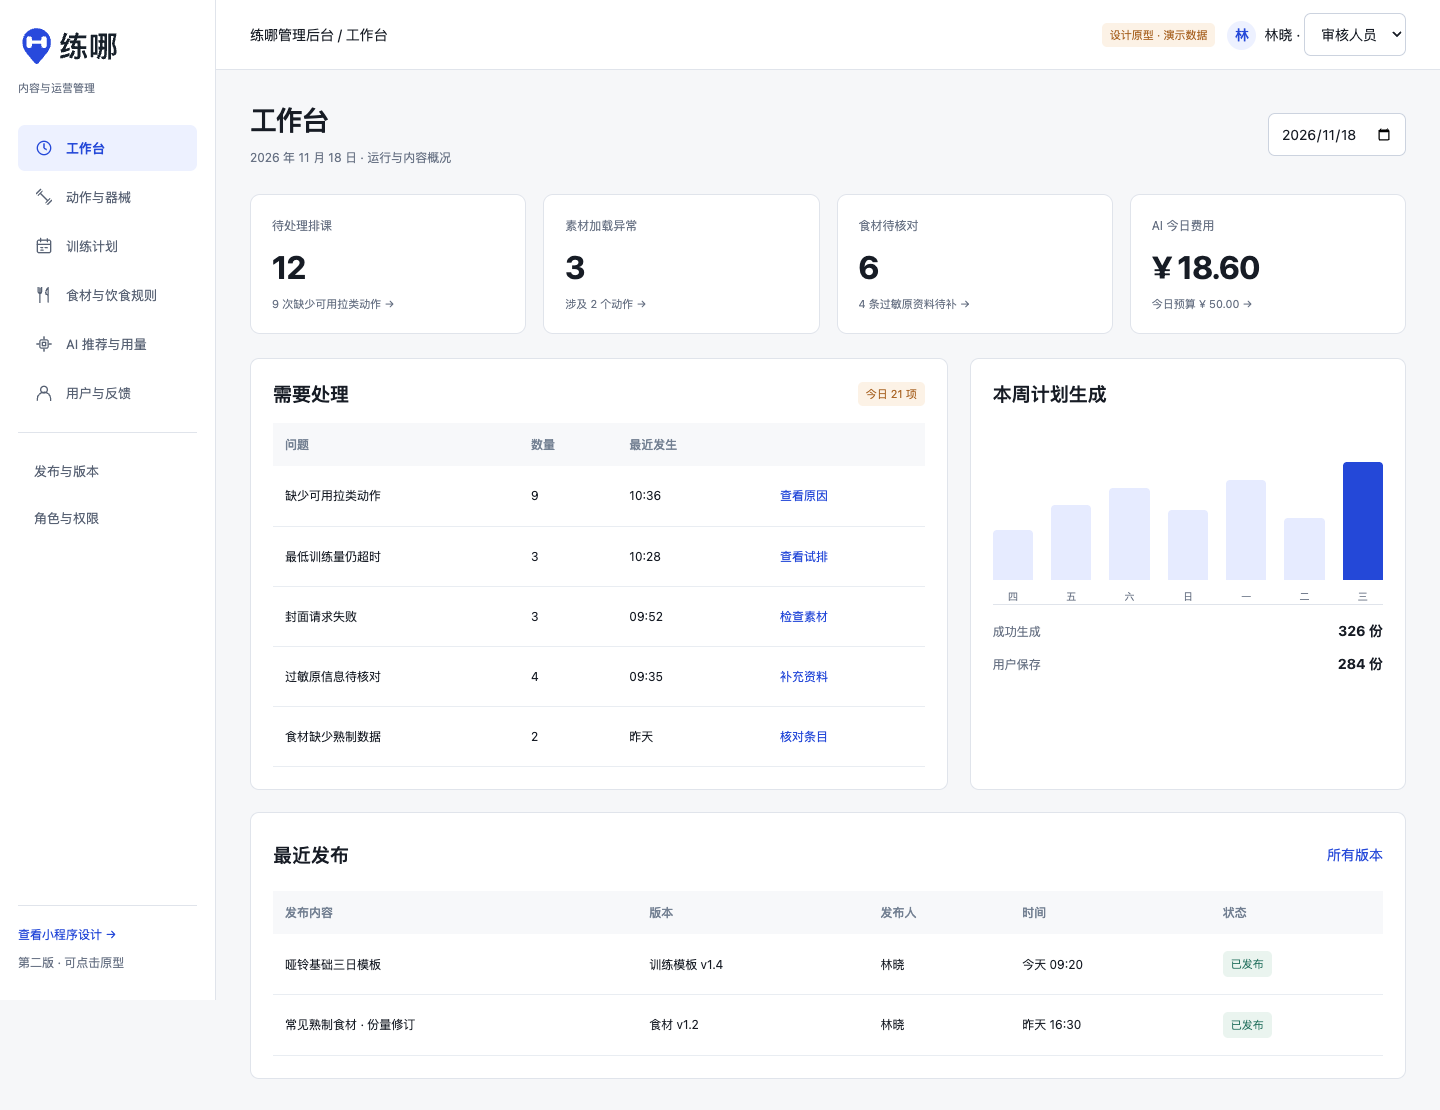 练哪
内容与运营管理
工作台
动作与器械
训练计划
食材与饮食规则
AI 推荐与用量
用户与反馈
发布与版本
角色与权限
查看小程序设计 →
第二版 · 可点击原型
练哪管理后台 / 工作台
设计原型 · 演示数据
林
林晓 ·
审核人员
工作台
2026 年 11 月 18 日 · 运行与内容概况
2026/11/18
待处理排课
12
9 次缺少可用拉类动作 →
素材加载异常
3
涉及 2 个动作 →
食材待核对
6
4 条过敏原资料待补 →
AI 今日费用
¥ 18.60
今日预算 ¥ 50.00 →
需要处理
今日 21 项
问题 数量 最近发生
缺少可用拉类动作 9 10:36 查看原因
最低训练量仍超时 3 10:28 查看试排
封面请求失败 3 09:52 检查素材
过敏原信息待核对 4 09:35 补充资料
食材缺少熟制数据 2 昨天 核对条目
本周计划生成
四 五 六 日 一 二 三
成功生成 326 份
用户保存 284 份
最近发布
所有版本
发布内容 版本 发布人 时间 状态
哑铃基础三日模板 训练模板 v1.4 林晓 今天 09:20 已发布
常见熟制食材 · 份量修订 食材 v1.2 林晓 昨天 16:30 已发布